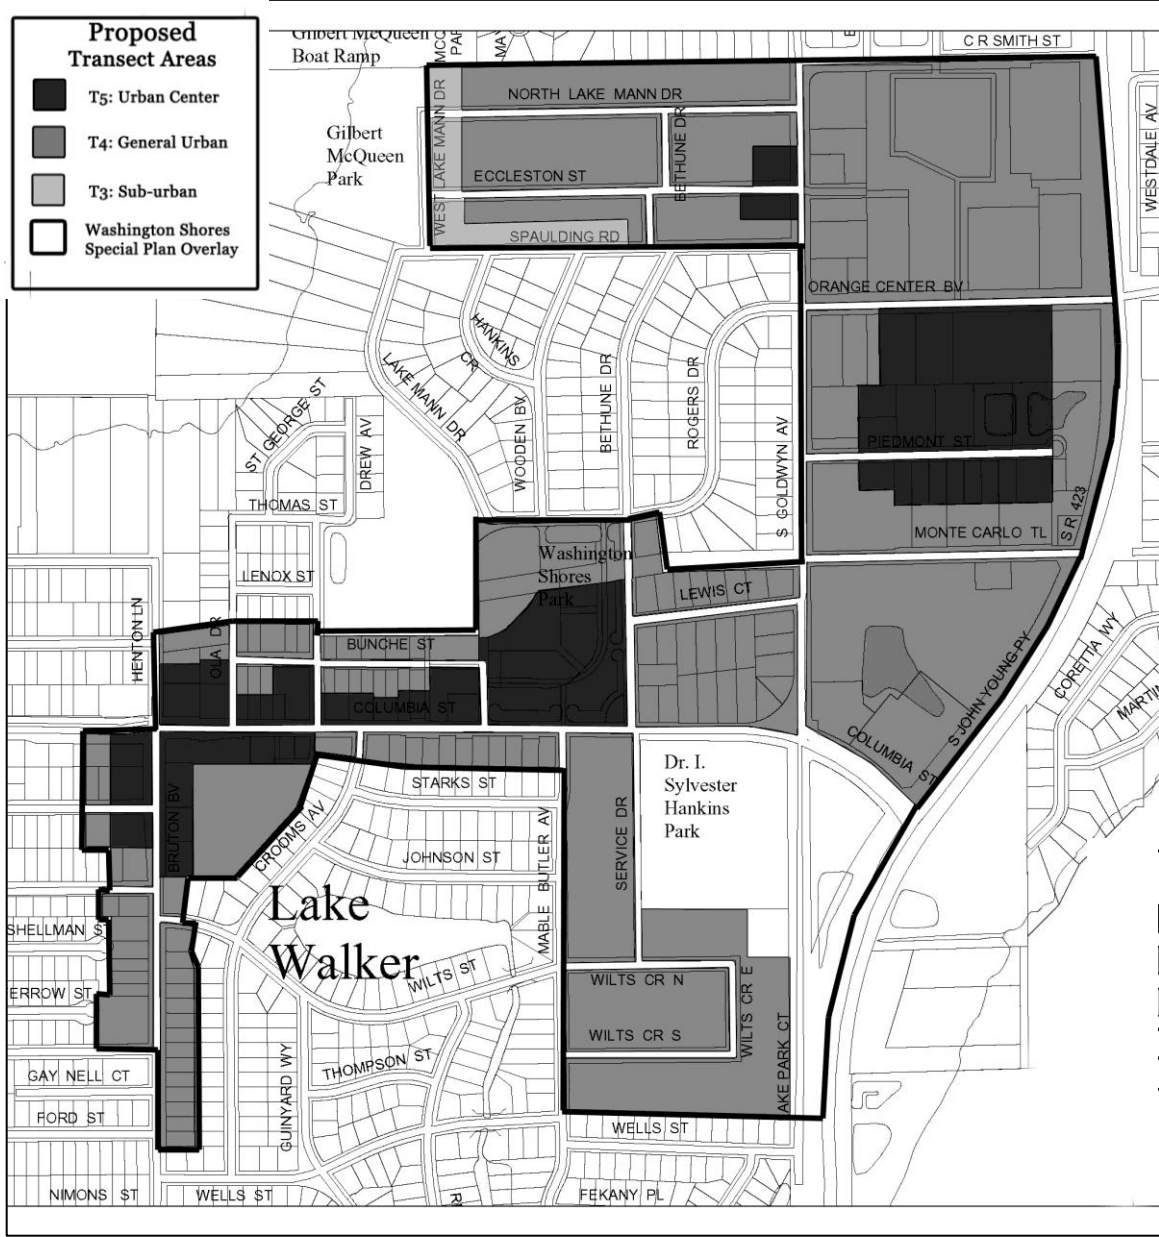 Proposed
Transect Areas
T5: Urban Center
T4: General Urban
T3: Sub-urban
Washington Shores
Special Plan Overlay
Gilbert McQueen
Boat Ramp
C R SMITH ST
NORTH LAKE MANN DR
WEST LAKE MANN DR
BETHUNE DR
WESTDALE AV
Gilbert
McQueen
Park
ECCLESTON ST
SPAULDING RD
ORANGE CENTER BV
HANKINS
CR
LAKE MANN DR
WOODEN BV
BETHUNE DR
ROGERS DR
S GOLDWYN AV
ST GEORGE ST
DREW AV
THOMAS ST
PIEDMONT ST
MONTE CARLO TL
S R 423
Washington
Shores
Park
LENOX ST
LEWIS CT
HENTON LN
OLA DR
BUNCHE ST
COLUMBIA ST
S JOHN YOUNG PY
CORETTA WY
MARTIN
COLUMBIA ST
STARKS ST
BRUTON BV
CROOMS AV
JOHNSON ST
MABLE BUTLER AV
SERVICE DR
Dr. I.
Sylvester
Hankins
Park
Lake
Walker
SHELLMAN S
ERROW ST
WILTS ST
WILTS CR N
WILTS CR S
WILTS CR E
AKE PARK CT
GAY NELL CT
FORD ST
GUINYARD WY
THOMPSON ST
WELLS ST
NIMONS ST
WELLS ST
FEKANY PL